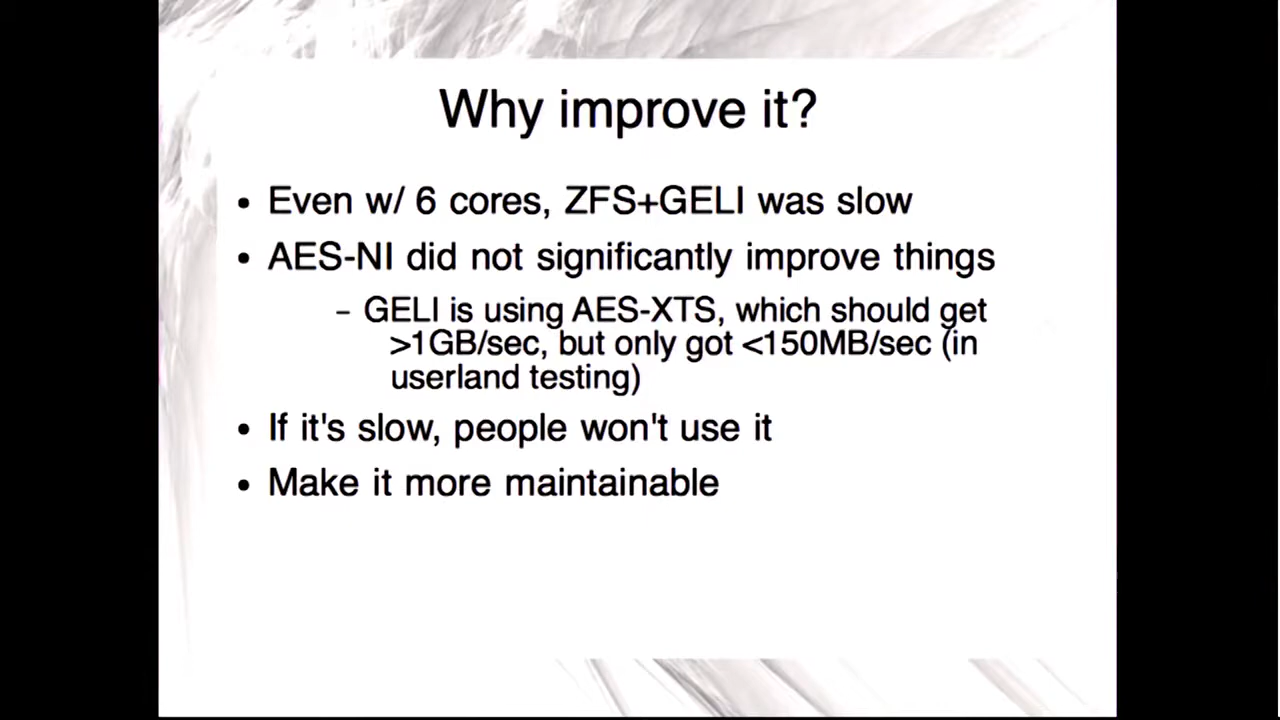 Why improve it?
• Even w/ 6 cores, ZFS+GELI was slow
• AES-NI did not significantly improve things
– GELI is using AES-XTS, which should get
>1GB/sec, but only got <150MB/sec (in
userland testing)
• If it's slow, people won't use it
• Make it more maintainable